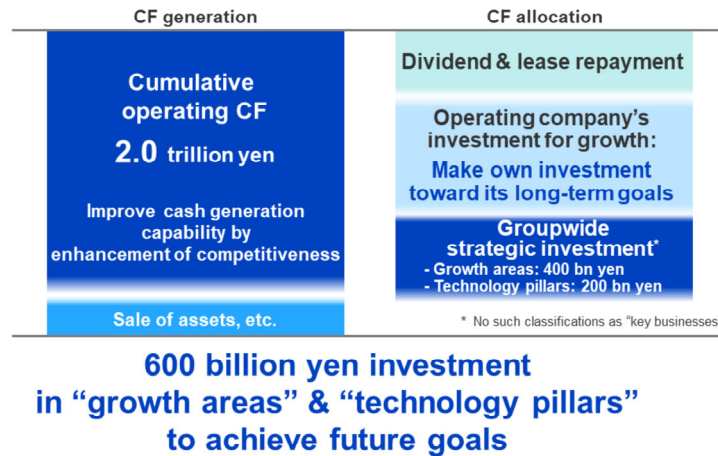 CF generation
CF allocation
Cumulative
operating CF
2.0 trillion yen
Improve cash generation
capability by
enhancement of competitiveness
Sale of assets, etc.
Dividend & lease repayment
Operating company's
investment for growth:
Make own investment
toward its long-term goals
Groupwide
strategic investment*
- Growth areas: 400 bn yen
- Technology pillars: 200 bn yen
* No such classifications as "key businesses
600 billion yen investment
in "growth areas" & "technology pillars"
to achieve future goals